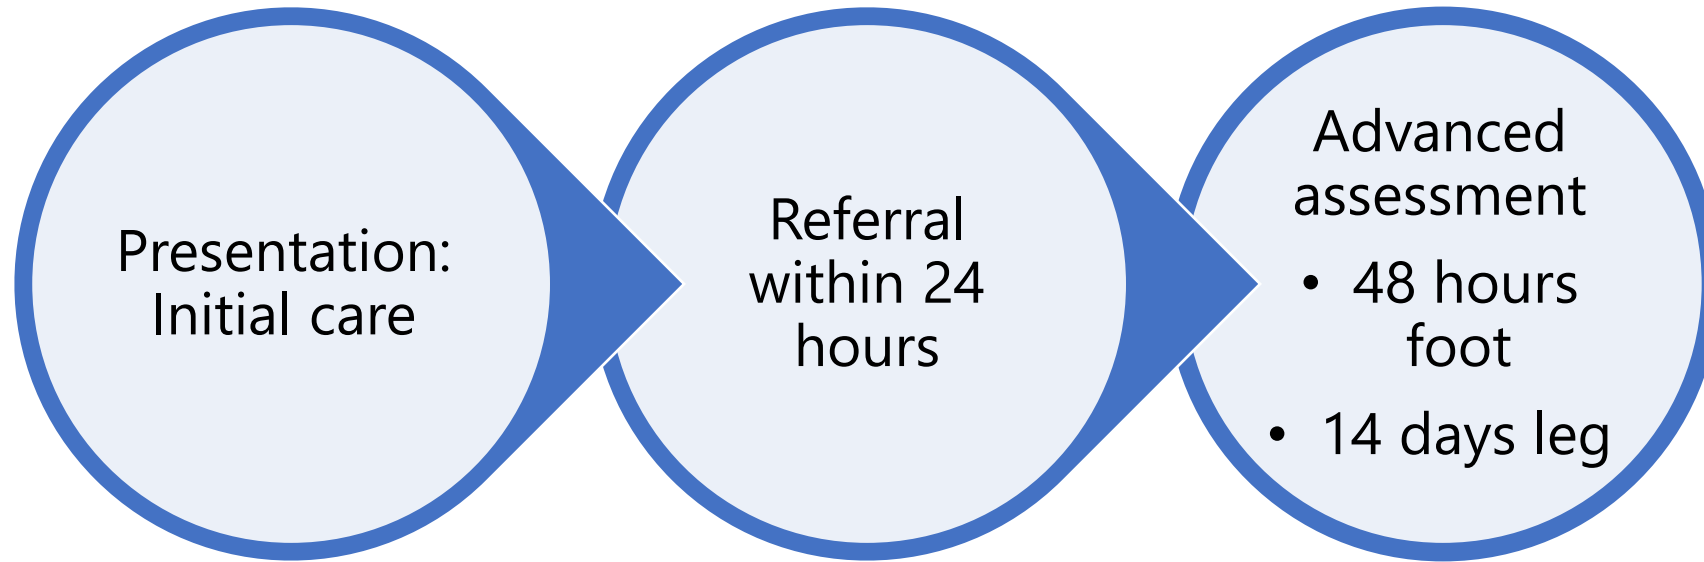 Presentation:
Initial care
Referral
within 24
hours
Advanced
assessment
• 48 hours
foot
• 14 days leg